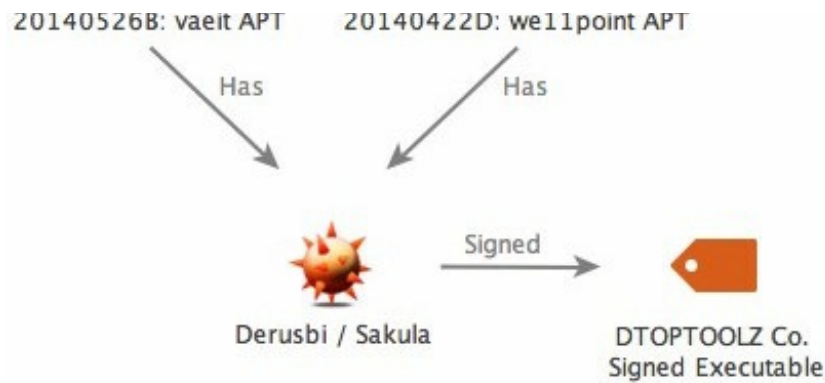 20140526B: vaeit APT
20140422D: we11point APT
Has
Has
Signed
Derusbi / Sakula
DTOPTOOLZ Co.
Signed Executable